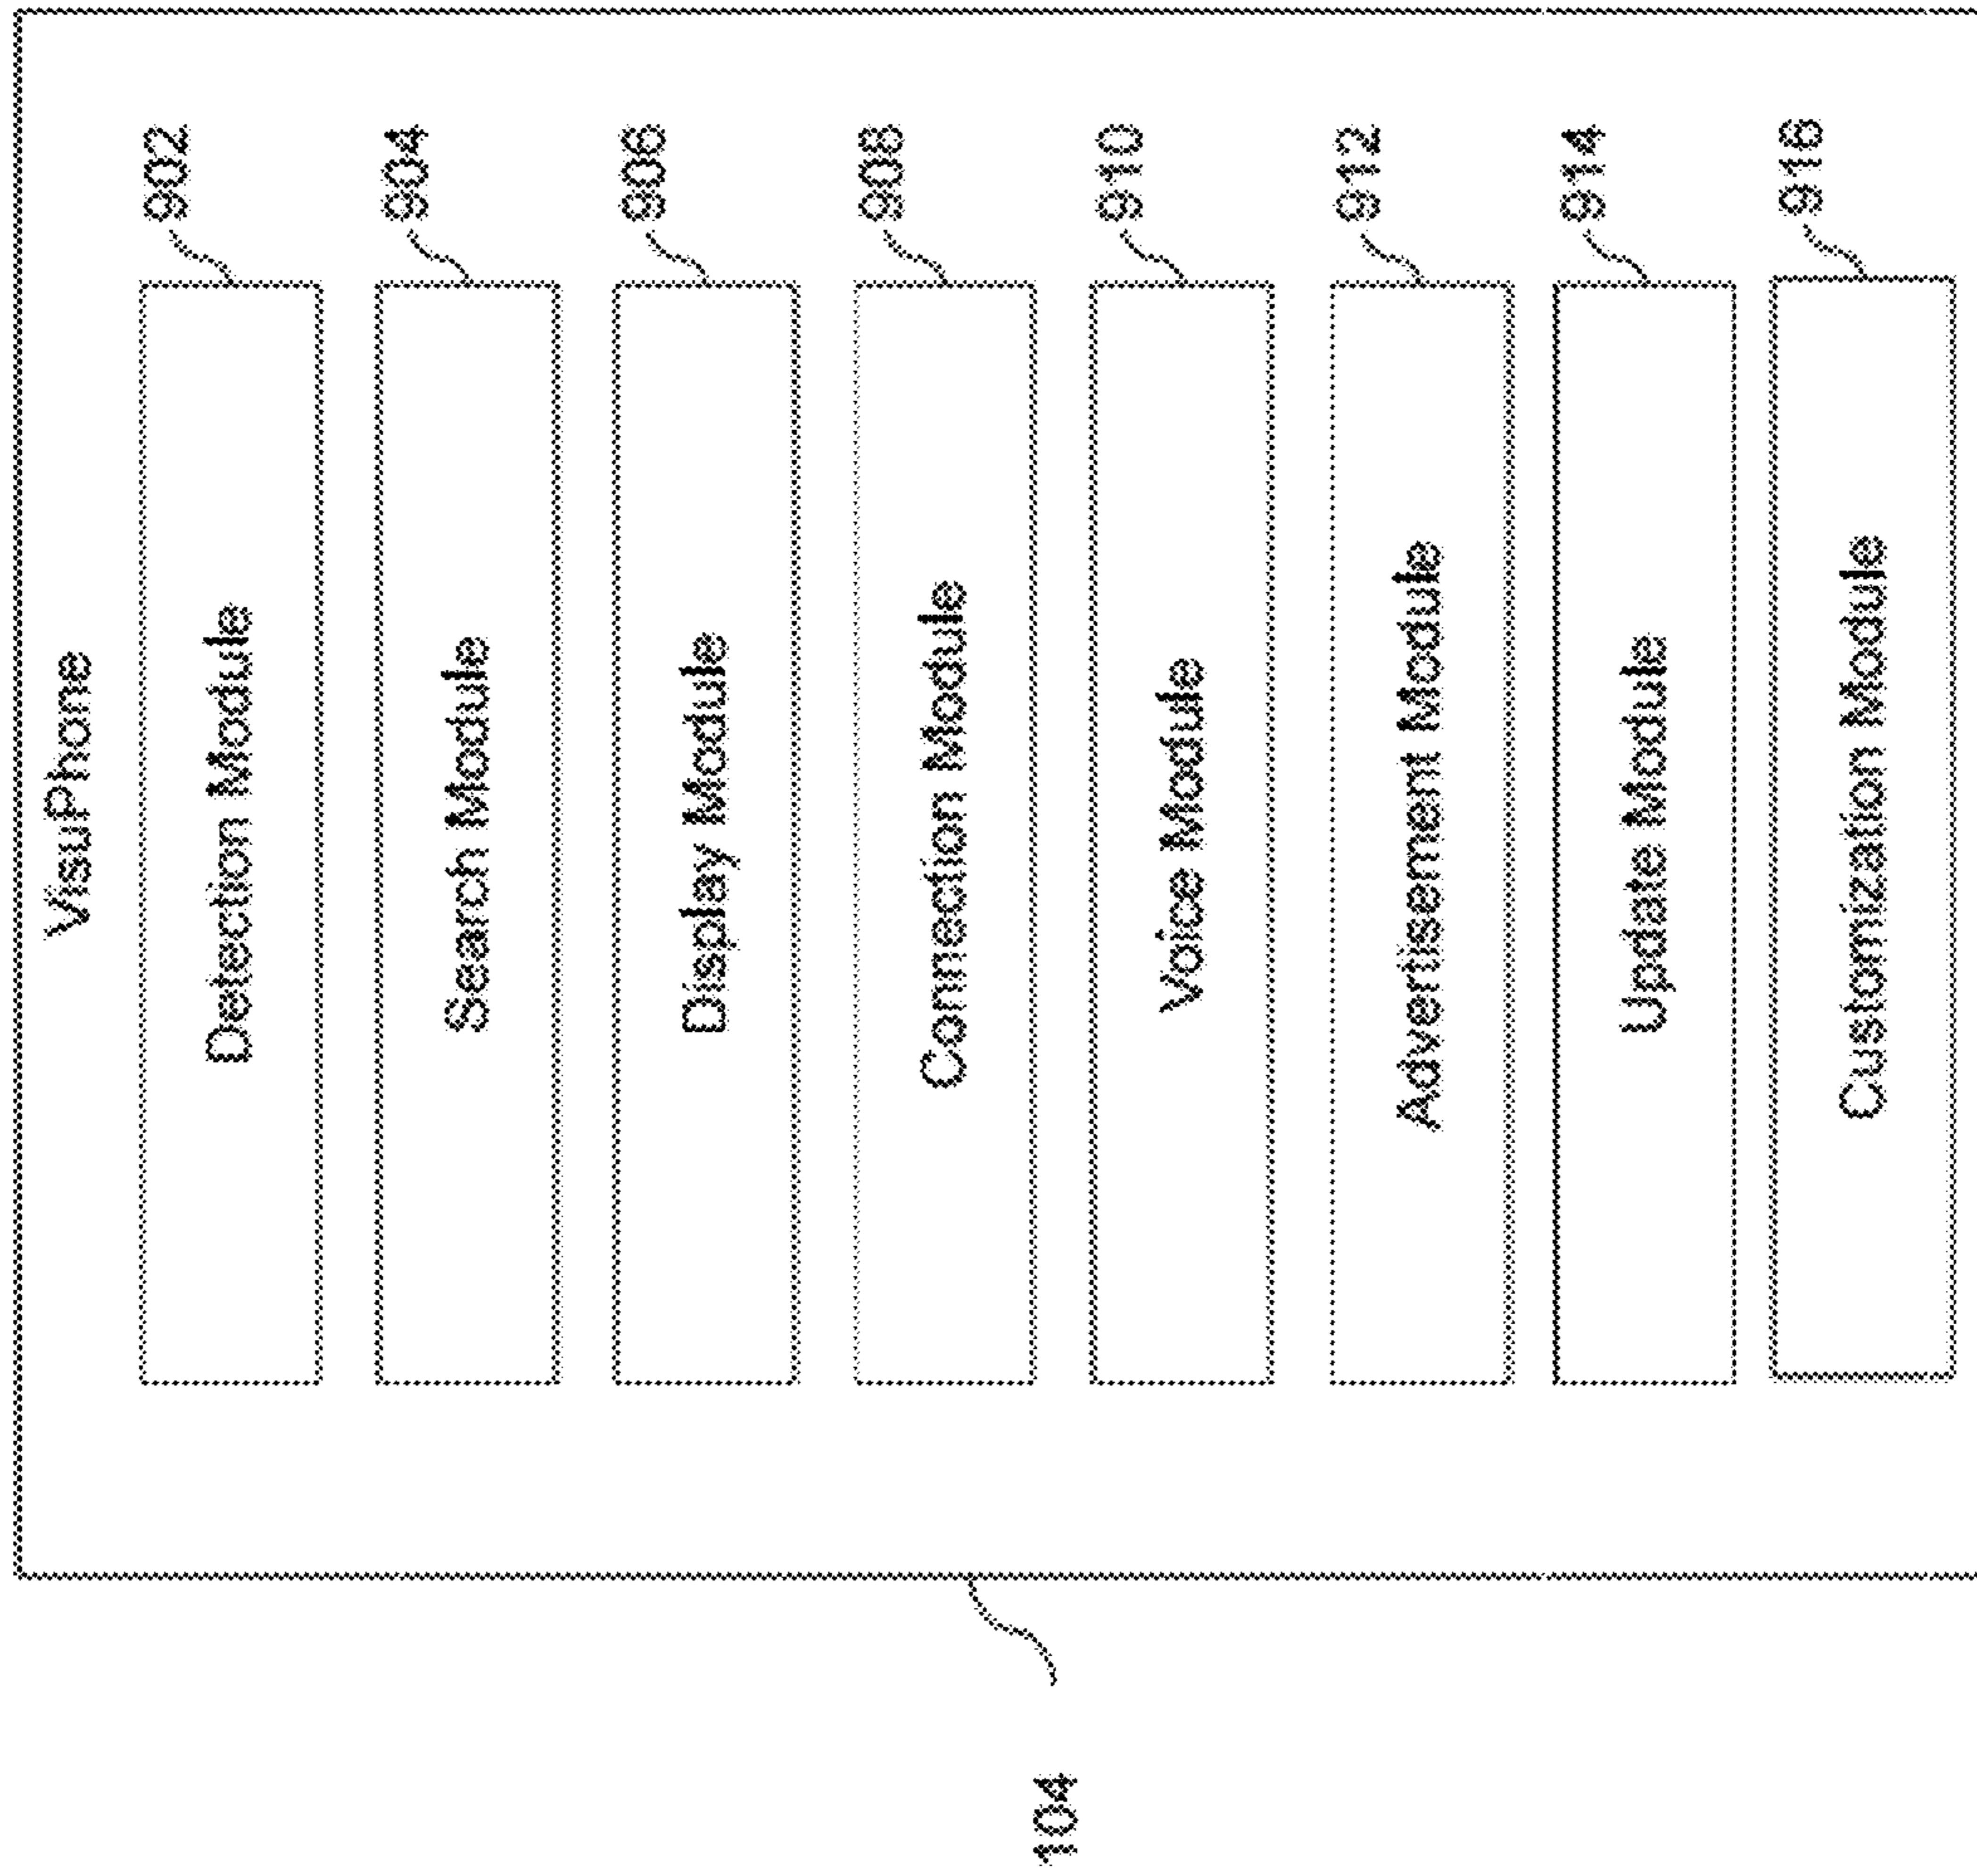 VisuPhone
902
Detection Module
904
Search Module
906
Display Module
908
Connection Module
910
Voice Module
912
Advertisement Module
914
Update Module
916
Customization Module
104